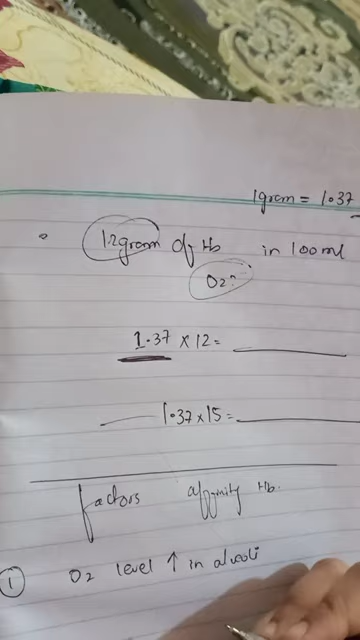 1gram = 1.37
12gram of Hb in 100ml
O2?
1.37 × 12 =
1.37 × 15 =
factors affinity Hb.
① O2 level ↑ in alveoli